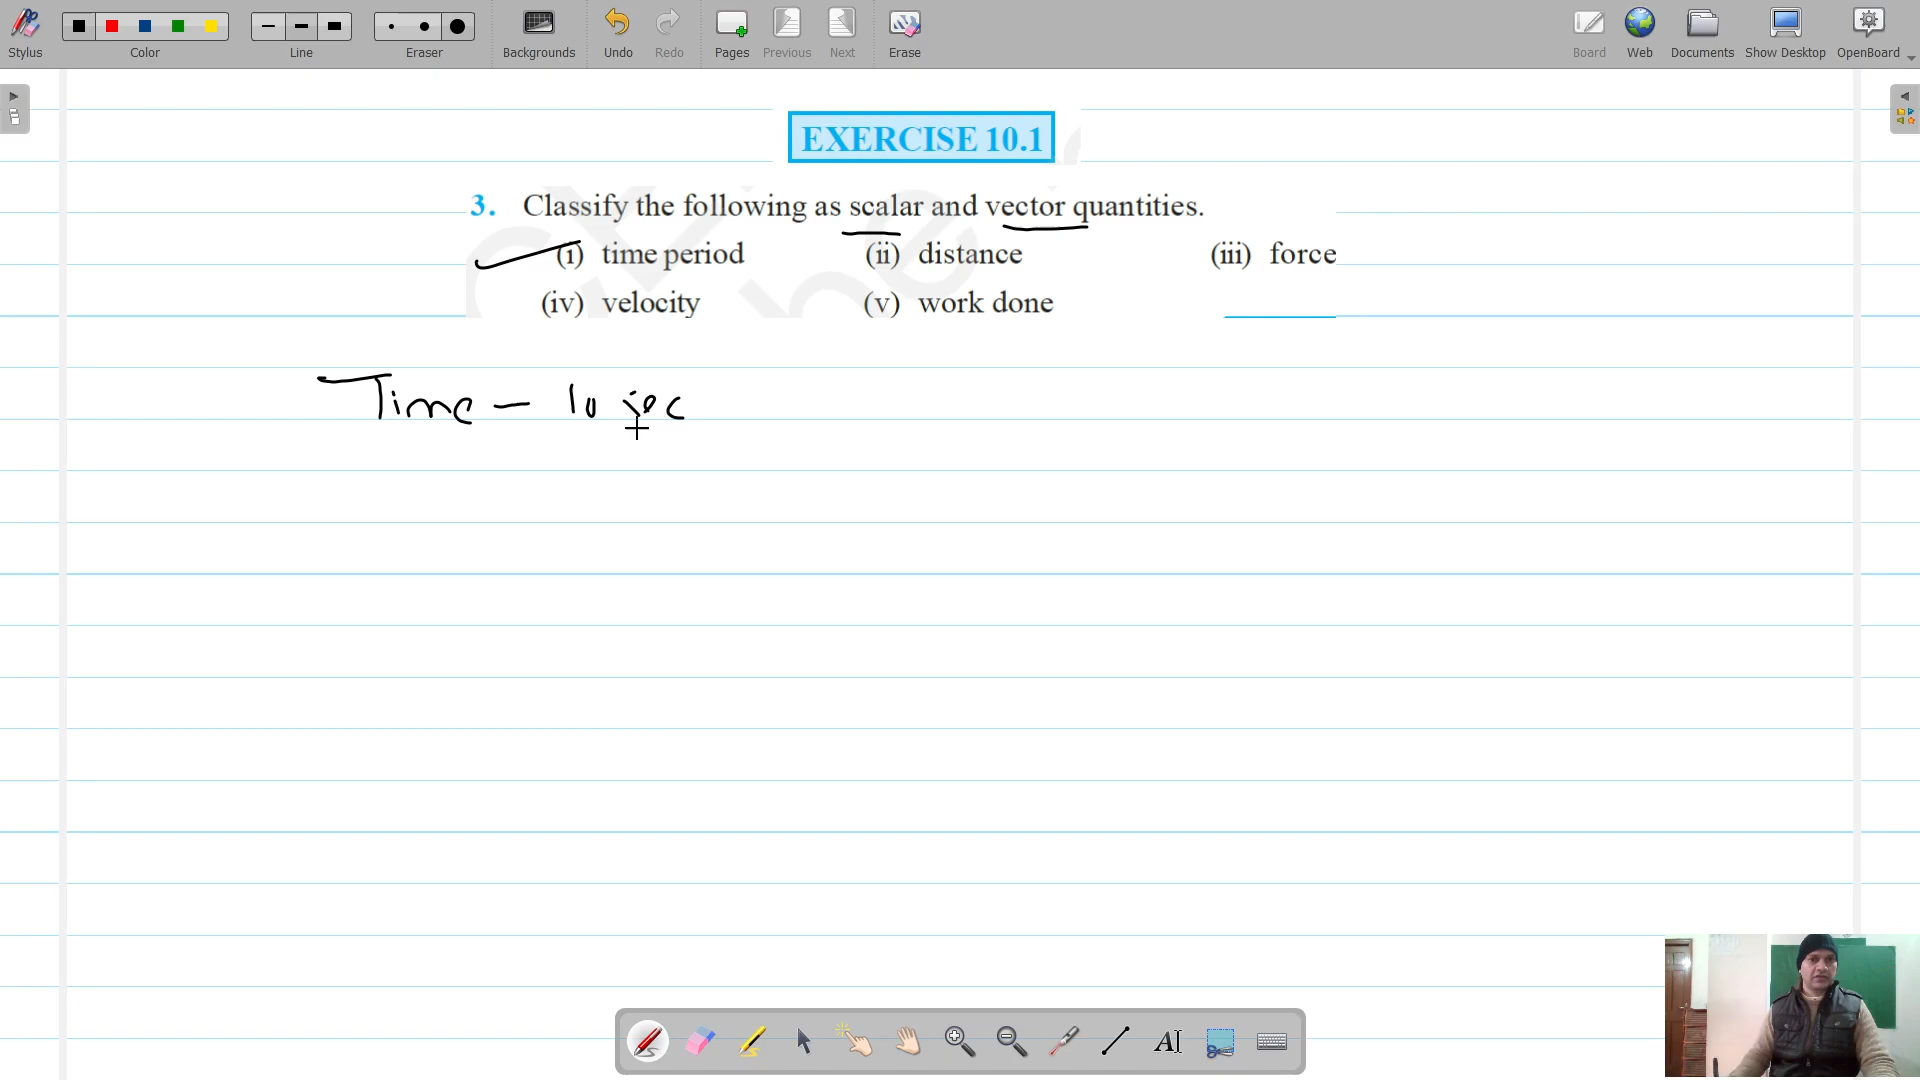 Stylus Color Line Eraser Backgrounds Undo Redo Pages Previous Next Erase Board Web Documents Show Desktop OpenBoard
EXERCISE 10.1
3. Classify the following as scalar and vector quantities.
(i) time period (ii) distance (iii) force
(iv) velocity (v) work done
Time – 10 sec